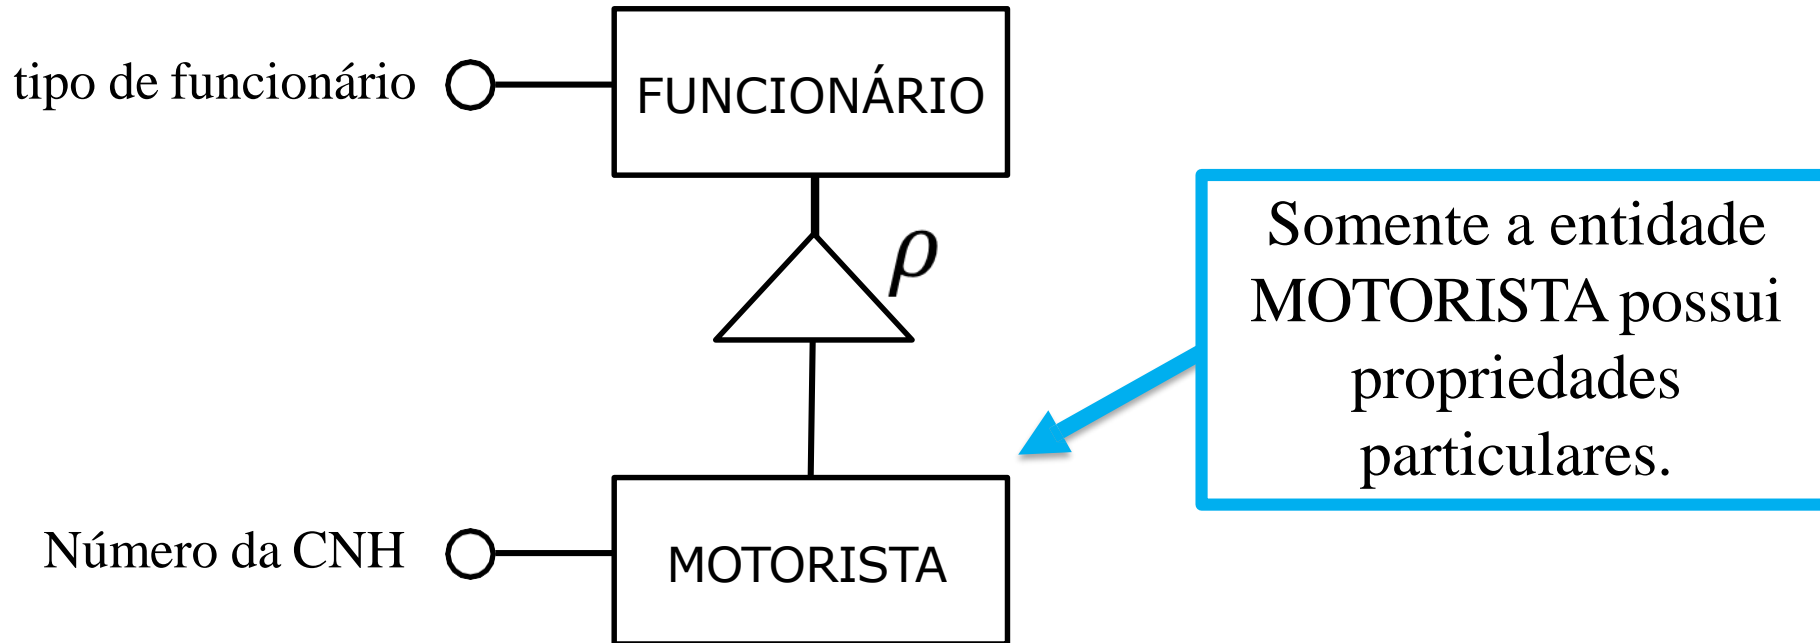 tipo de funcionário
FUNCIONÁRIO
ρ
Somente a entidade
MOTORISTA possui
propriedades
particulares.
Número da CNH
MOTORISTA